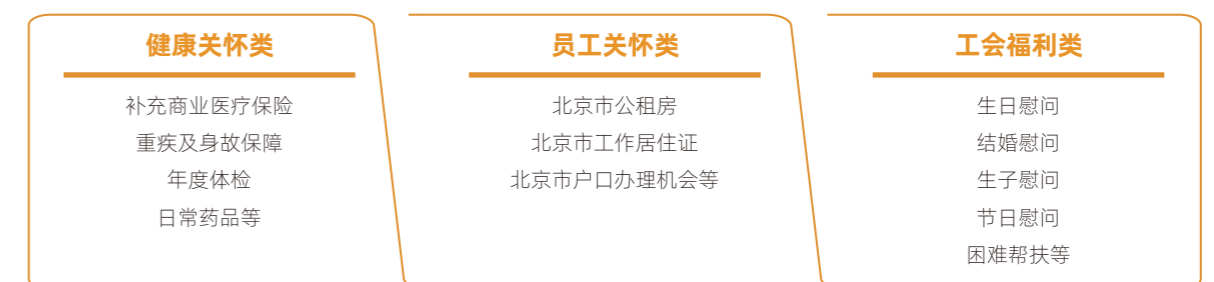 健康关怀类
补充商业医疗保险
重疾及身故保障
年度体检
日常药品等
员工关怀类
北京市公租房
北京市工作居住证
北京市户口办理机会等
工会福利类
生日慰问
结婚慰问
生子慰问
节日慰问
困难帮扶等